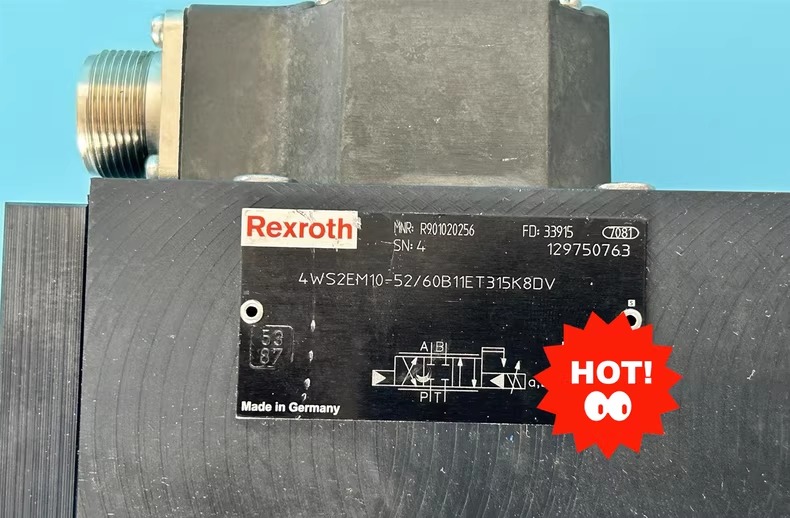 Rexroth
MNR: R901020256
FD: 33915
7081
SN: 4
129750763
4WS2EM10-52/60B11ET315K8DV
53
87
A B
P T
a,
Made in Germany
HOT!